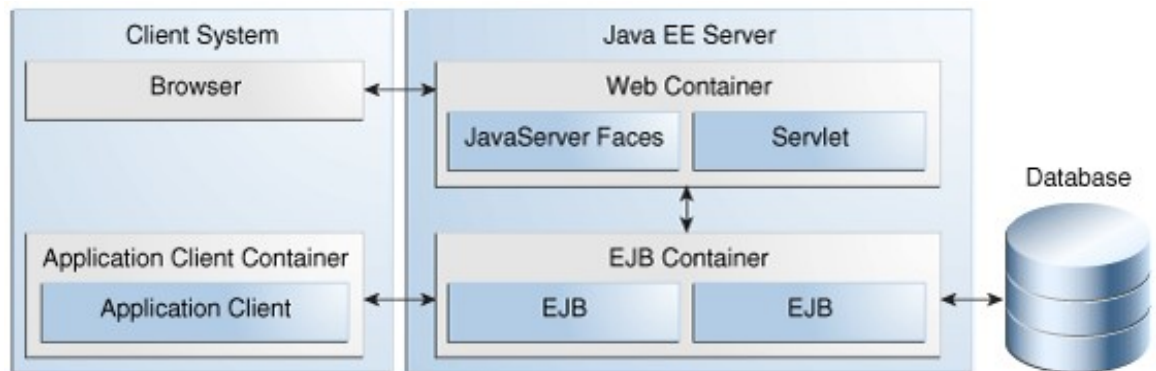 Client System
Browser
Application Client Container
Application Client
Java EE Server
Web Container
JavaServer Faces
Servlet
EJB Container
EJB
EJB
Database